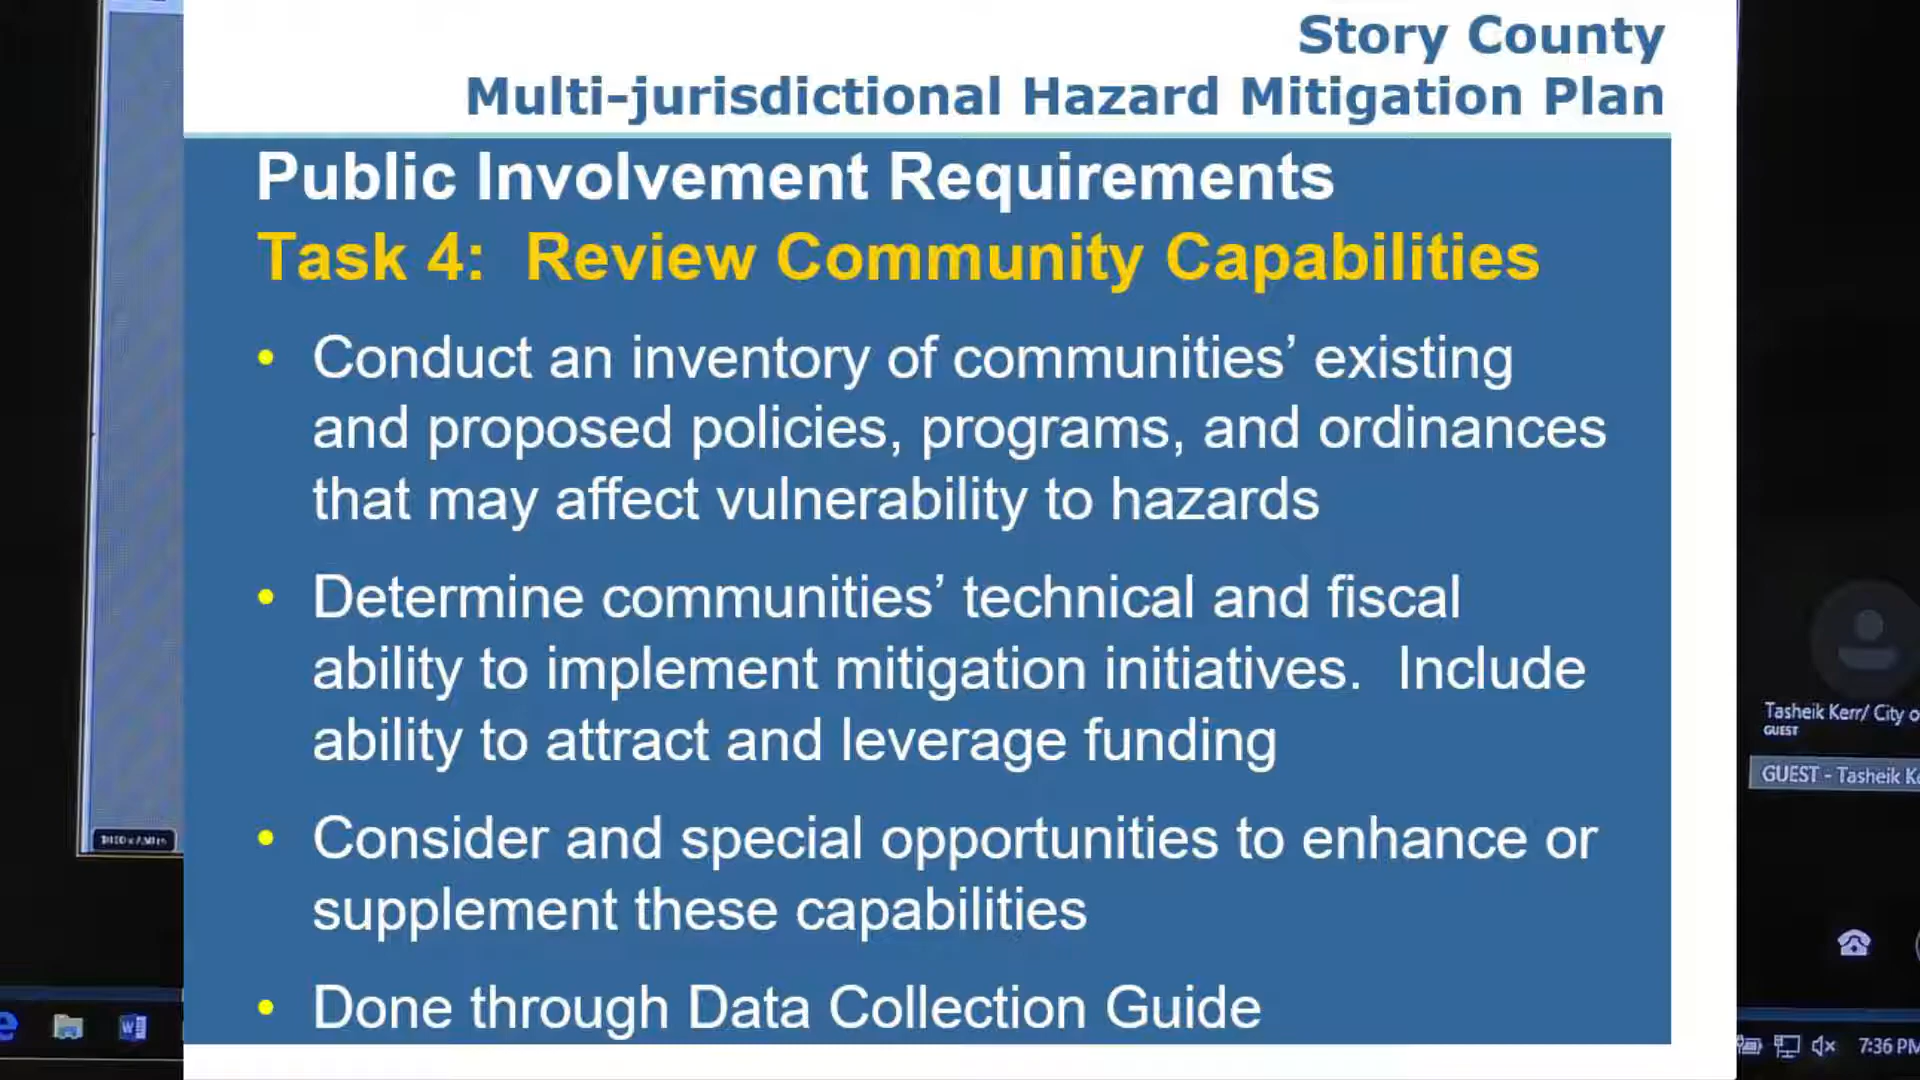 Story County
Multi-jurisdictional Hazard Mitigation Plan
Public Involvement Requirements
Task 4: Review Community Capabilities
• Conduct an inventory of communities’ existing
and proposed policies, programs, and ordinances
that may affect vulnerability to hazards
• Determine communities’ technical and fiscal
ability to implement mitigation initiatives. Include
ability to attract and leverage funding
• Consider and special opportunities to enhance or
supplement these capabilities
• Done through Data Collection Guide
Tasheik Kerr/ City o
GUEST
GUEST - Tasheik K
7:36 PM